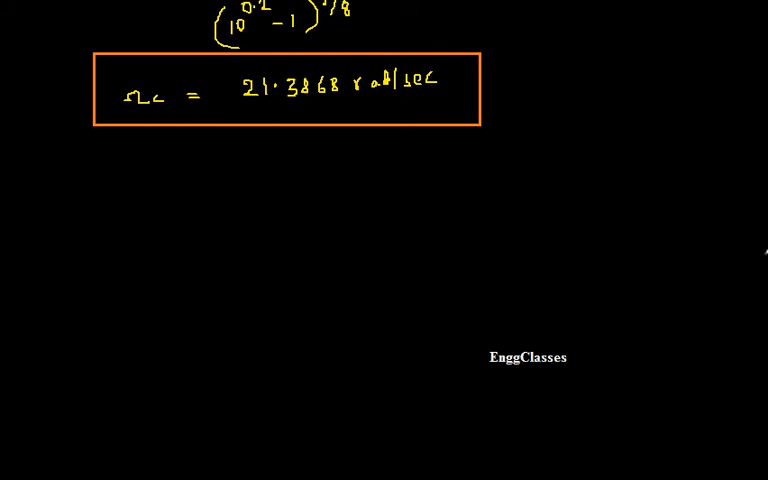 (10^0.2 - 1)^1/8
Ωc = 21.3868 rad/sec
EnggClasses